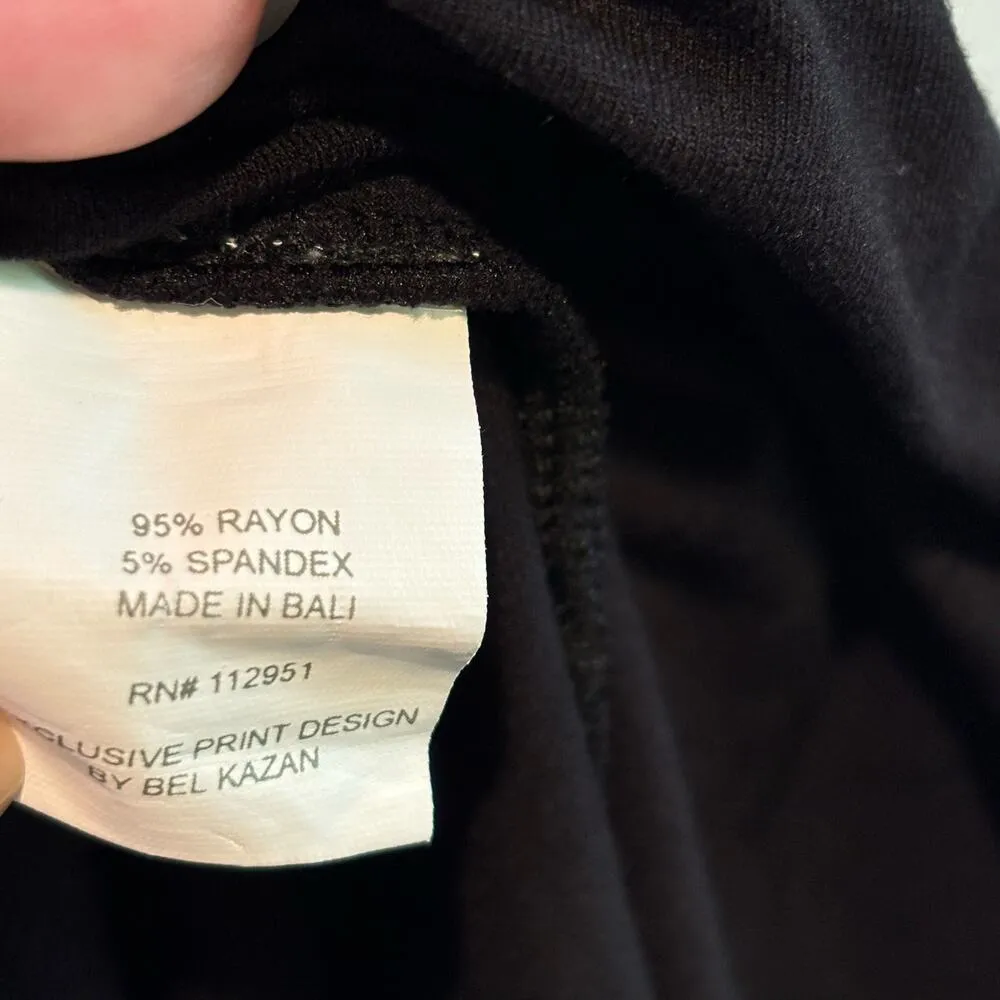 95% RAYON
5% SPANDEX
MADE IN BALI
RN# 112951
PRINT DESIGN
BY BEL KAZAN